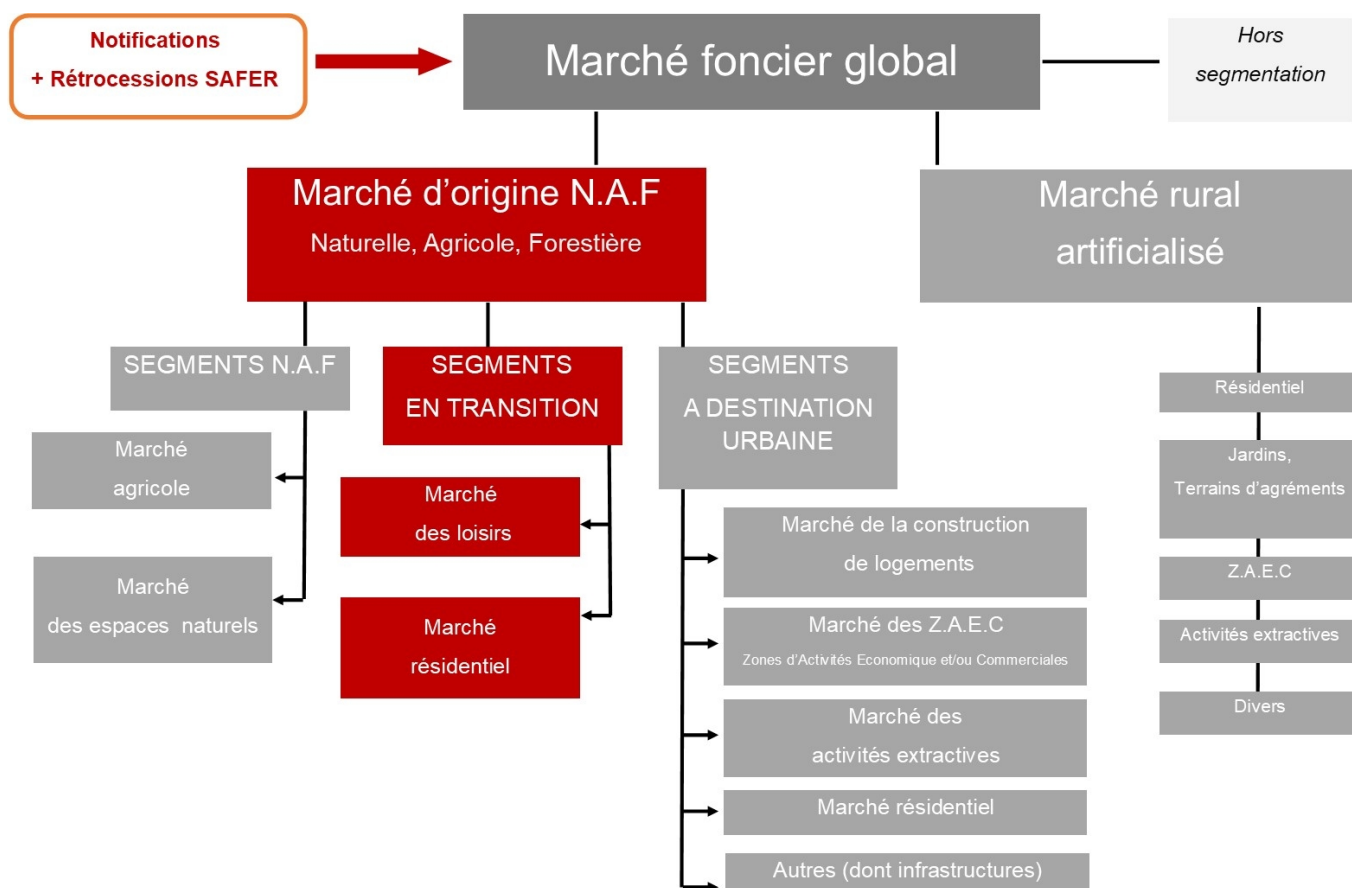 Notifications
+ Rétrocessions SAFER
Marché foncier global
Hors
segmentation
Marché d’origine N.A.F
Naturelle, Agricole, Forestière
Marché rural
artificialisé
SEGMENTS N.A.F
Marché
agricole
Marché
des espaces naturels
SEGMENTS
EN TRANSITION
Marché
des loisirs
Marché
résidentiel
SEGMENTS
A DESTINATION
URBAINE
Marché de la construction
de logements
Marché des Z.A.E.C
Zones d’Activités Economique et/ou Commerciales
Marché des
activités extractives
Marché résidentiel
Autres (dont infrastructures)
Résidentiel
Jardins,
Terrains d’agréments
Z.A.E.C
Activités extractives
Divers